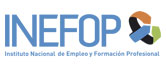 INEFOP
Instituto Nacional de Empleo y Formación Profesional